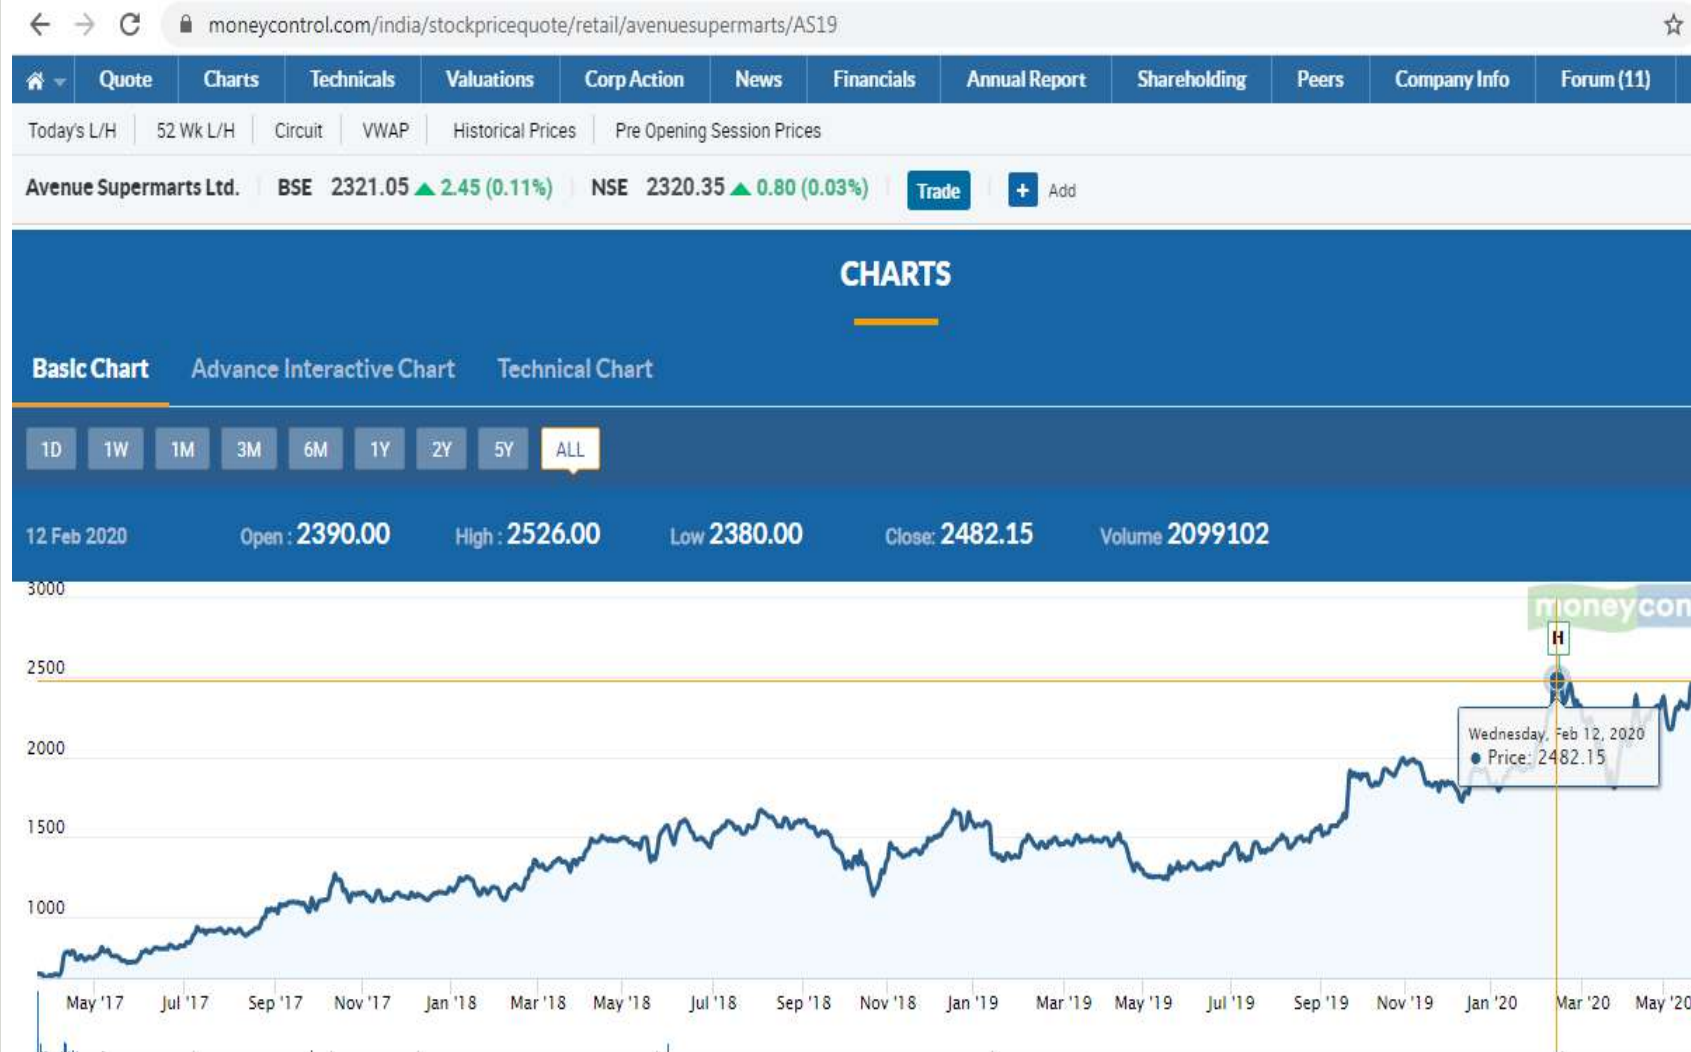 moneycontrol.com/india/stockpricequote/retail/avenuesupermarts/AS19
Quote Charts Technicals Valuations Corp Action News Financials Annual Report Shareholding Peers Company Info Forum (11)
Today's L/H 52 Wk L/H Circuit VWAP Historical Prices Pre Opening Session Prices
Avenue Supermarts Ltd. BSE 2321.05 ▲ 2.45 (0.11%) NSE 2320.35 ▲ 0.80 (0.03%) Trade + Add
CHARTS
Basic Chart Advance Interactive Chart Technical Chart
1D 1W 1M 3M 6M 1Y 2Y 5Y ALL
12 Feb 2020 Open : 2390.00 High : 2526.00 Low 2380.00 Close: 2482.15 Volume 2099102
3000
moneycon
H
2500
Wednesday, Feb 12, 2020
2000
Price: 2482.15
1500
1000
May '17 Jul '17 Sep '17 Nov '17 Jan '18 Mar '18 May '18 Jul '18 Sep '18 Nov '18 Jan '19 Mar '19 May '19 Jul '19 Sep '19 Nov '19 Jan '20 Mar '20 May '20